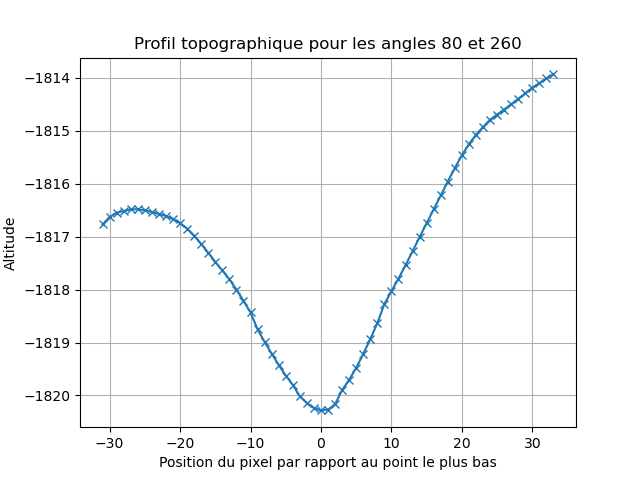 Profil topographique pour les angles 80 et 260
Altitude
−1814
−1815
−1816
−1817
−1818
−1819
−1820
−30 −20 −10 0 10 20 30
Position du pixel par rapport au point le plus bas